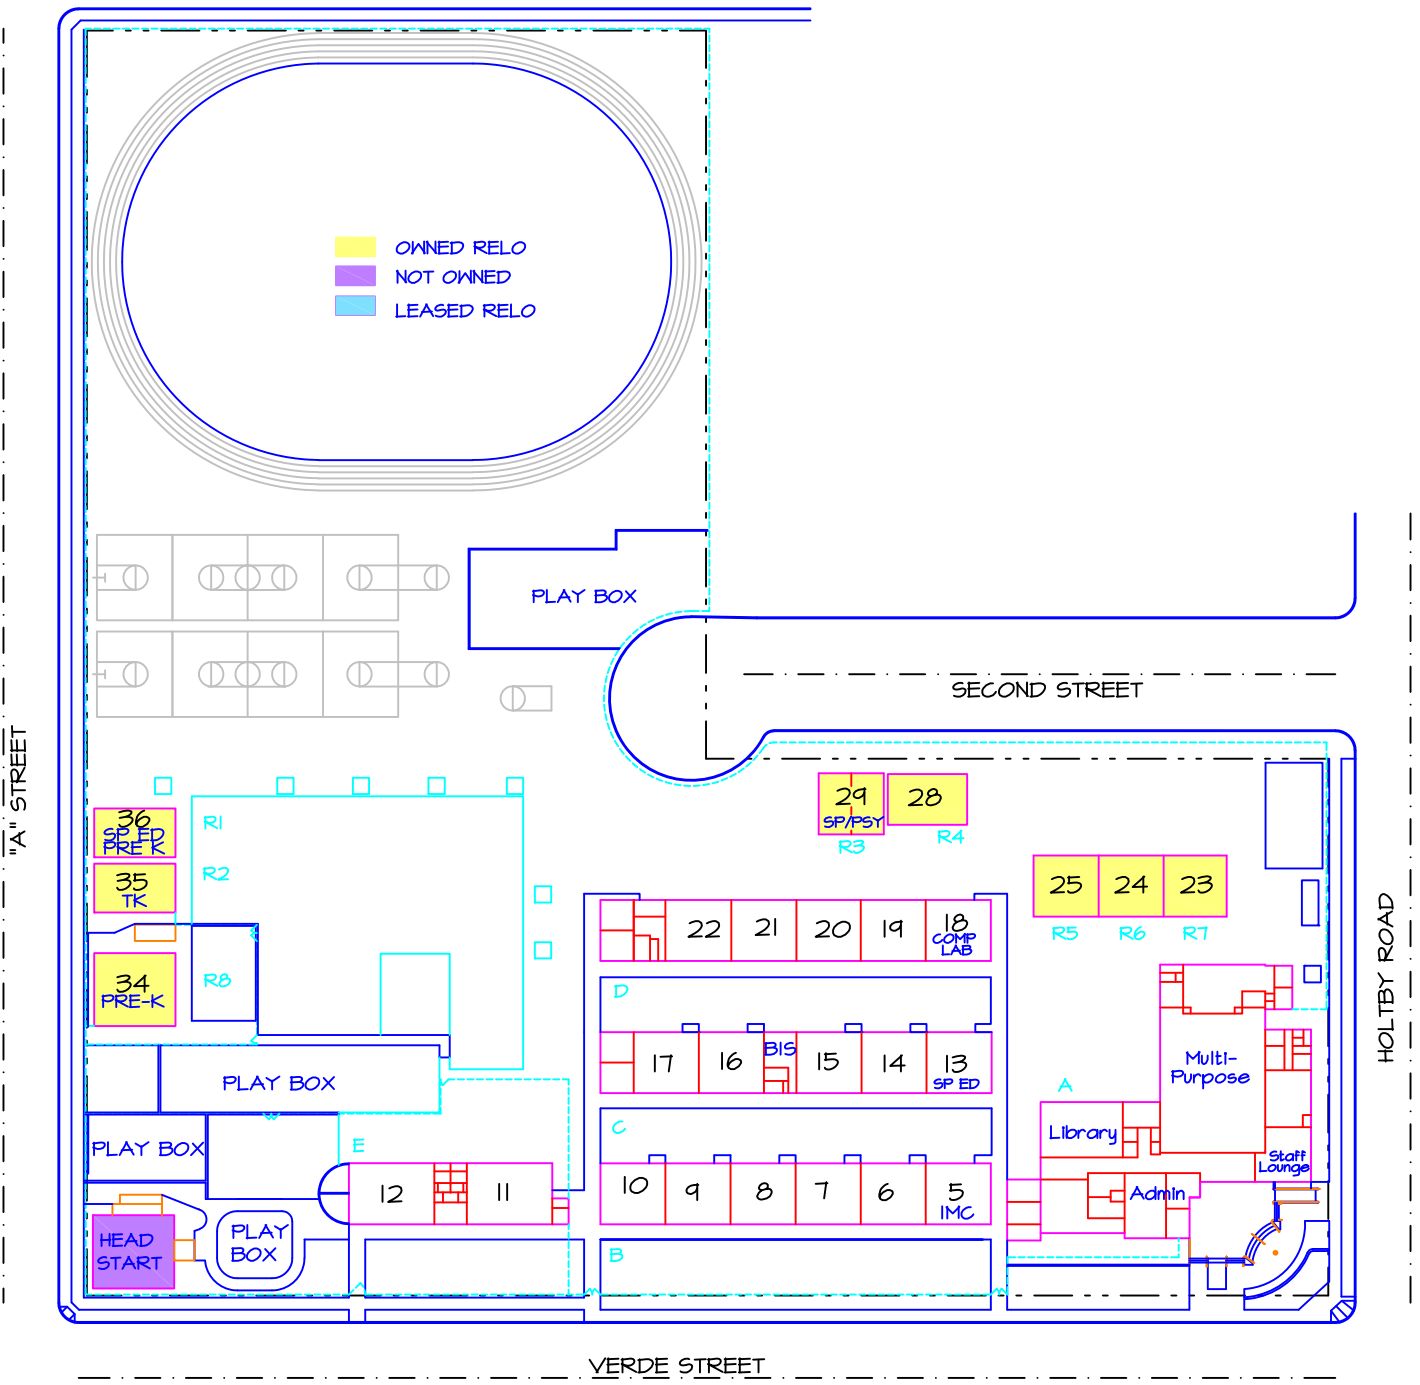 OWNED RELO
NOT OWNED
LEASED RELO
PLAY BOX
SECOND STREET
"A" STREET
HOLTBY ROAD
36
SP ED
PRE K
R1
35
TK
R2
34
PRE-K
R8
29
SP/PSY
R3
28
R4
25
24
23
R5
R6
R7
22
21
20
19
18
COMP
LAB
D
17
16
BIS
15
14
13
SP ED
C
10
9
8
7
6
5
IMC
B
PLAY BOX
PLAY BOX
E
12
11
HEAD
START
PLAY
BOX
A
Multi-
Purpose
Library
Staff
Lounge
Admin
VERDE STREET